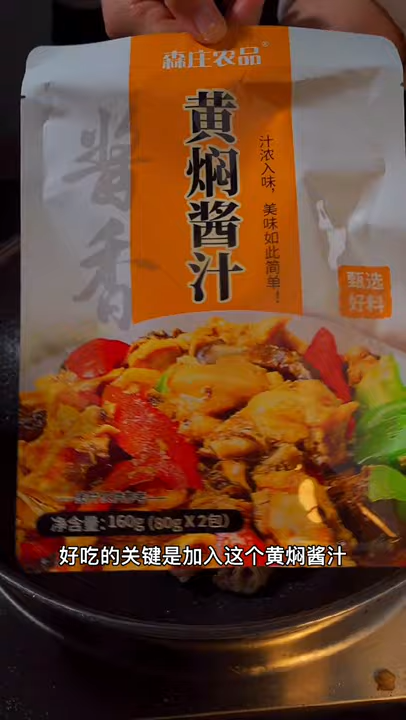 森庄农品®
黄焖酱汁
汁浓入味，美味如此简单！
酱香
甄选
好料
净含量：160g (80g X 2包)
好吃的关键是加入这个黄焖酱汁